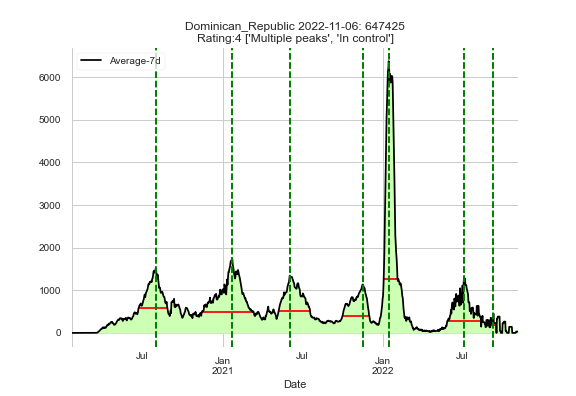 Dominican_Republic 2022-11-06: 647425
Rating:4 ['Multiple peaks', 'In control']
Average-7d
6000
5000
4000
3000
2000
1000
0
Jul
Jan
2021
Jul
Jan
2022
Jul
Date